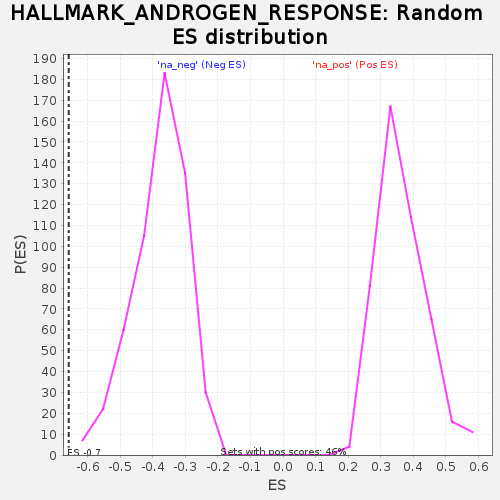 HALLMARK_ANDROGEN_RESPONSE: Random
ES distribution
'na_neg' (Neg ES)
'na_pos' (Pos ES)
190
180
170
160
150
140
130
120
110
100
90
80
70
60
50
40
30
20
10
0
P(ES)
ES -0.7
Sets with pos scores: 46%
-0.6 -0.5 -0.4 -0.3 -0.2 -0.1 0.0 0.1 0.2 0.3 0.4 0.5 0.6
ES